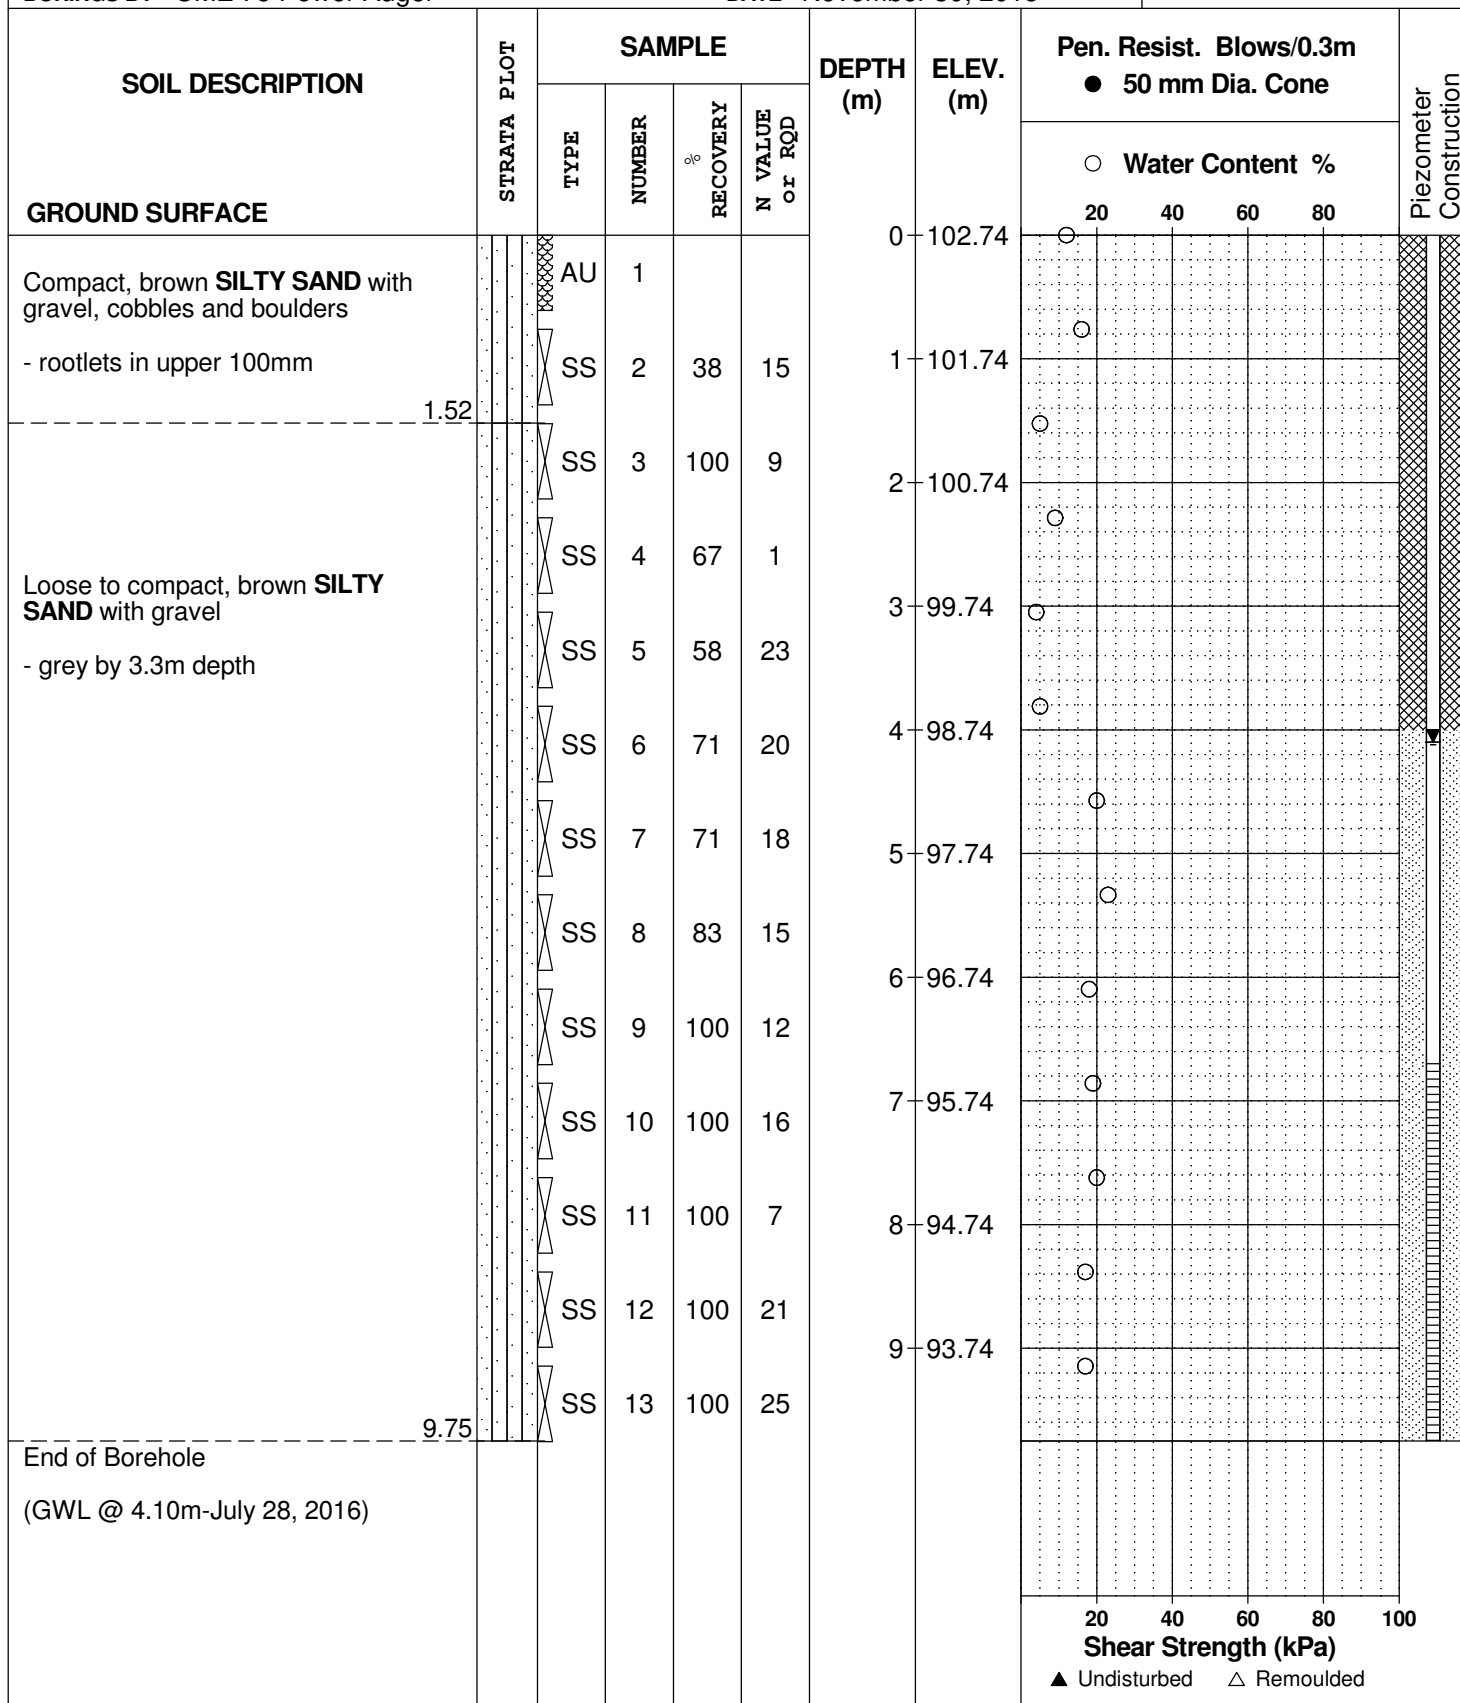 SOIL DESCRIPTION
GROUND SURFACE
STRATA PLOT
SAMPLE
TYPE
NUMBER
%
RECOVERY
N VALUE
or RQD
DEPTH
(m)
ELEV.
(m)
Pen. Resist. Blows/0.3m
● 50 mm Dia. Cone
○ Water Content %
20 40 60 80
Piezometer
Construction
0 102.74
Compact, brown SILTY SAND with
gravel, cobbles and boulders
- rootlets in upper 100mm
1.52
AU 1
SS 2 38 15
1 101.74
SS 3 100 9
2 100.74
SS 4 67 1
Loose to compact, brown SILTY
SAND with gravel
- grey by 3.3m depth
3 99.74
SS 5 58 23
4 98.74
SS 6 71 20
SS 7 71 18
5 97.74
SS 8 83 15
6 96.74
SS 9 100 12
7 95.74
SS 10 100 16
SS 11 100 7
8 94.74
SS 12 100 21
9 93.74
SS 13 100 25
9.75
End of Borehole
(GWL @ 4.10m-July 28, 2016)
20 40 60 80 100
Shear Strength (kPa)
▲ Undisturbed △ Remoulded